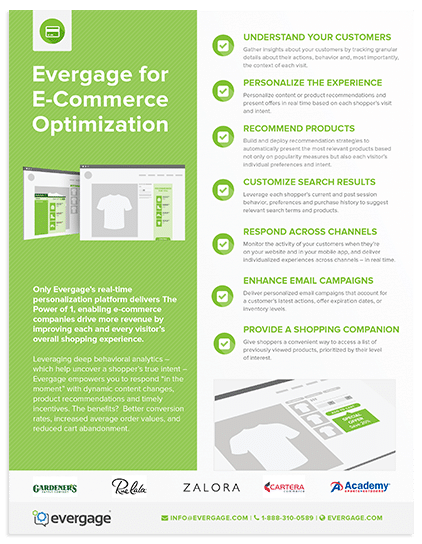 Evergage for
E-Commerce
Optimization
Only Evergage's real-time
personalization platform delivers The
Power of 1, enabling e-commerce
companies drive more revenue by
improving each and every visitor's
overall shopping experience.
Leveraging deep behavioral analytics –
which help uncover a shopper's true intent –
Evergage empowers you to respond "in the
moment" with dynamic content changes,
product recommendations and timely
incentives. The benefits? Better conversion
rates, increased average order values, and
reduced cart abandonment.
UNDERSTAND YOUR CUSTOMERS
Gather insights about your customers by tracking granular
details about their actions, behavior and, most importantly,
the context of each visit.
PERSONALIZE THE EXPERIENCE
Personalize content or product recommendations and
present offers in real time based on each shopper's visit
and intent.
RECOMMEND PRODUCTS
Build and deploy recommendation strategies to
automatically present the most relevant products based
not only on popularity measures but also each visitor's
individual preferences and intent.
CUSTOMIZE SEARCH RESULTS
Leverage each shopper's current and past session
behavior, preferences and purchase history to suggest
relevant search terms and products.
RESPOND ACROSS CHANNELS
Monitor the activity of your customers when they're
on your website and in your mobile app, and deliver
individualized experiences across channels – in real time.
ENHANCE EMAIL CAMPAIGNS
Deliver personalized email campaigns that account for
a customer's latest actions, offer expiration dates, or
inventory levels.
PROVIDE A SHOPPING COMPANION
Give shoppers a convenient way to access a list of
previously viewed products, prioritized by their level
of interest.
SPECIAL
OFFER
GARDENER'S
SUPPLY COMPANY
Rue La La
ZALORA
CARTERA
COMMERCE
Academy
SPORTS+OUTDOORS
evergage
INFO@EVERGAGE.COM | 1-888-310-0589 | EVERGAGE.COM